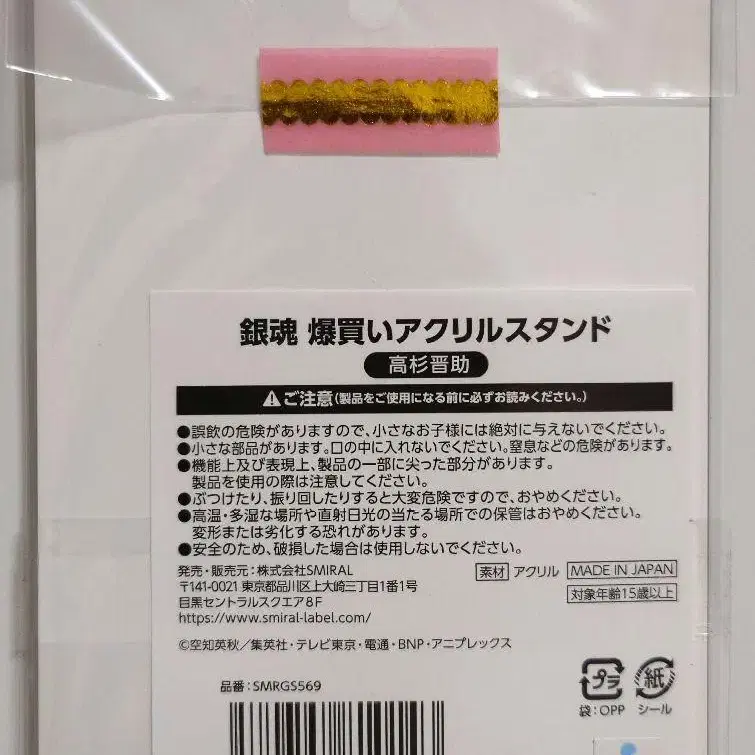 銀魂 爆買いアクリルスタンド
高杉晋助
ご注意(製品をご使用になる前に必ずお読みください。)
●誤飲の危険がありますので、小さなお子様には絶対に与えないでください。
●小さな部品があります。口の中に入れないでください。窒息などの危険があります。
●機能上及び表現上、製品の一部に尖った部分があります。
製品を使用の際は注意してください。
●ぶつけたり、振り回したりすると大変危険ですので、おやめください。
●高温・多湿な場所や直射日光の当たる場所での保管はおやめください。
変形または劣化する恐れがあります。
●安全のため、破損した場合は使用しないでください。
発売・販売元:株式会社SMIRAL
〒141-0021 東京都品川区上大崎三丁目1番1号
目黒セントラルスクエア8F
https://www.smiral-label.com/
素材 アクリル MADE IN JAPAN
対象年齢15歳以上
©空知英秋/集英社・テレビ東京・電通・BNP・アニプレックス
品番:SMRGS569
プラ 紙
袋:OPP シール